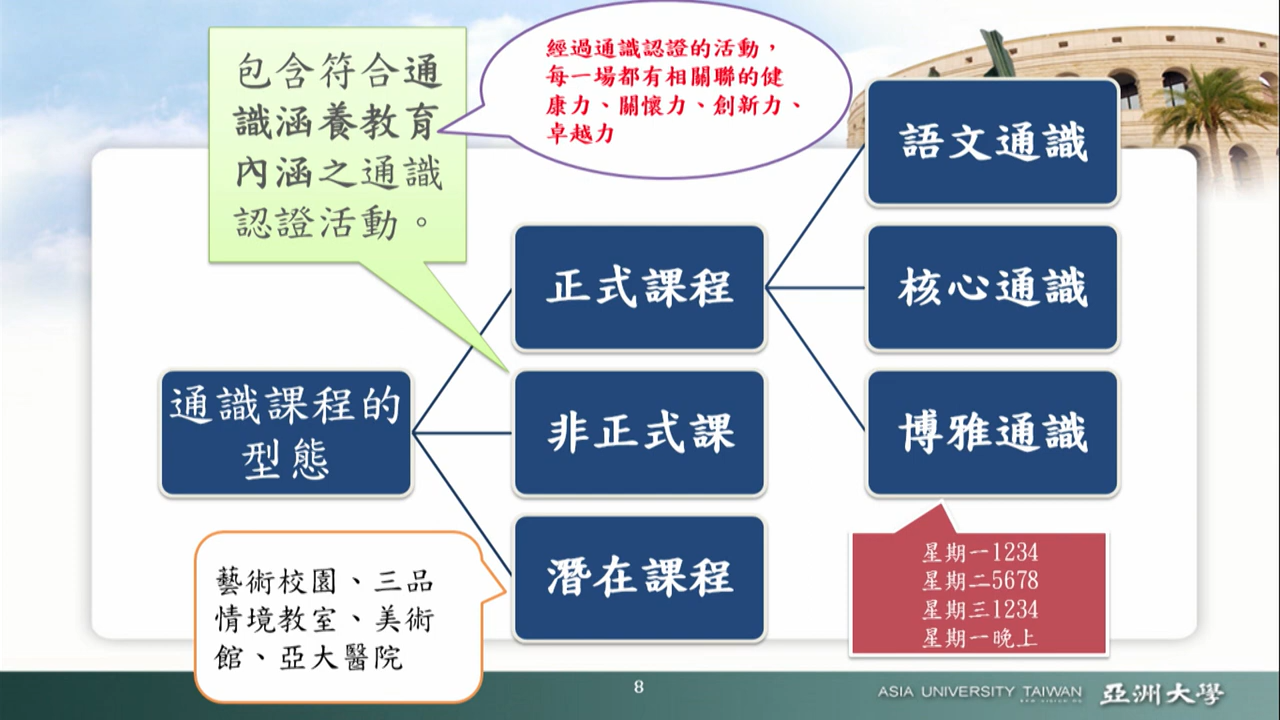 包含符合通
識涵養教育
內涵之通識
認證活動。
經過通識認證的活動，
每一場都有相關聯的健
康力、關懷力、創新力、
卓越力
語文通識
正式課程
核心通識
通識課程的
型態
非正式課
博雅通識
潛在課程
藝術校園、三品
情境教室、美術
館、亞大醫院
星期一1234
星期二5678
星期三1234
星期一晚上
8
ASIA UNIVERSITY TAIWAN 亞洲大學